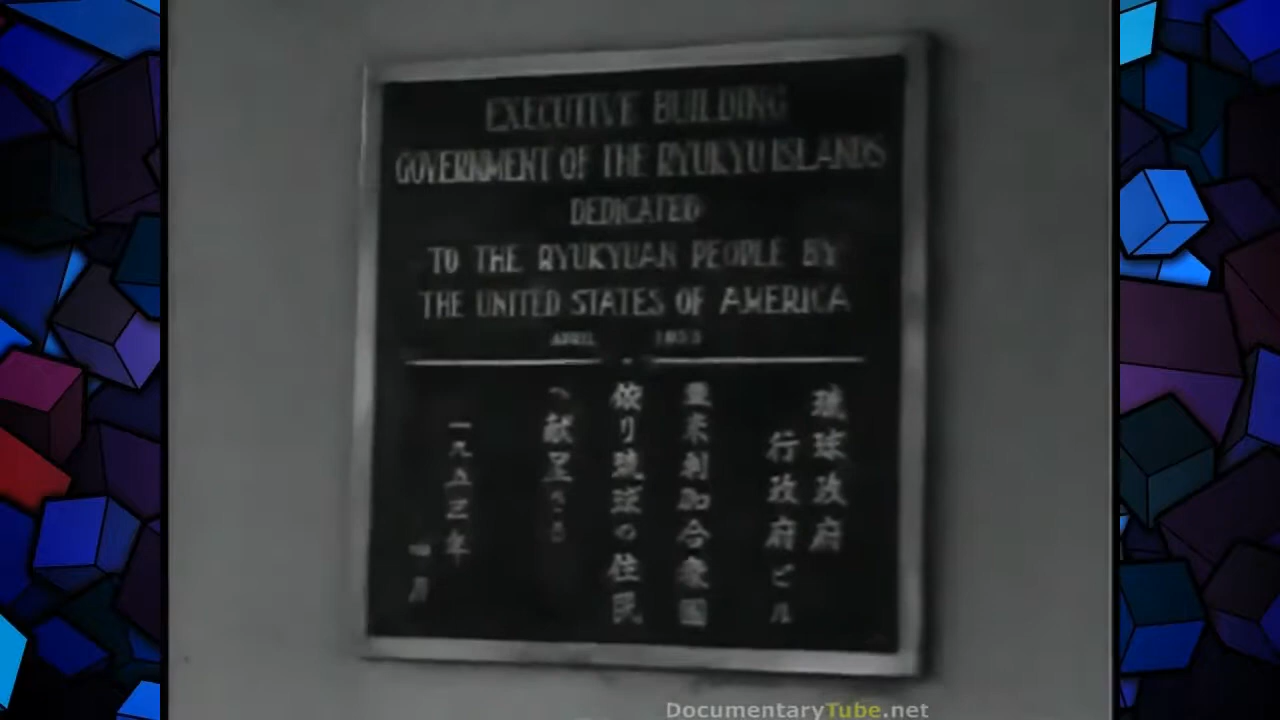 EXECUTIVE BUILDING
GOVERNMENT OF THE RYUKYU ISLANDS
DEDICATED
TO THE RYUKYUAN PEOPLE BY
THE UNITED STATES OF AMERICA
APRIL 1953
琉球政府
行政府ビル
亜米利加合衆国
依り琉球の住民
へ献呈さる
一九五三年
四月
DocumentaryTube.net